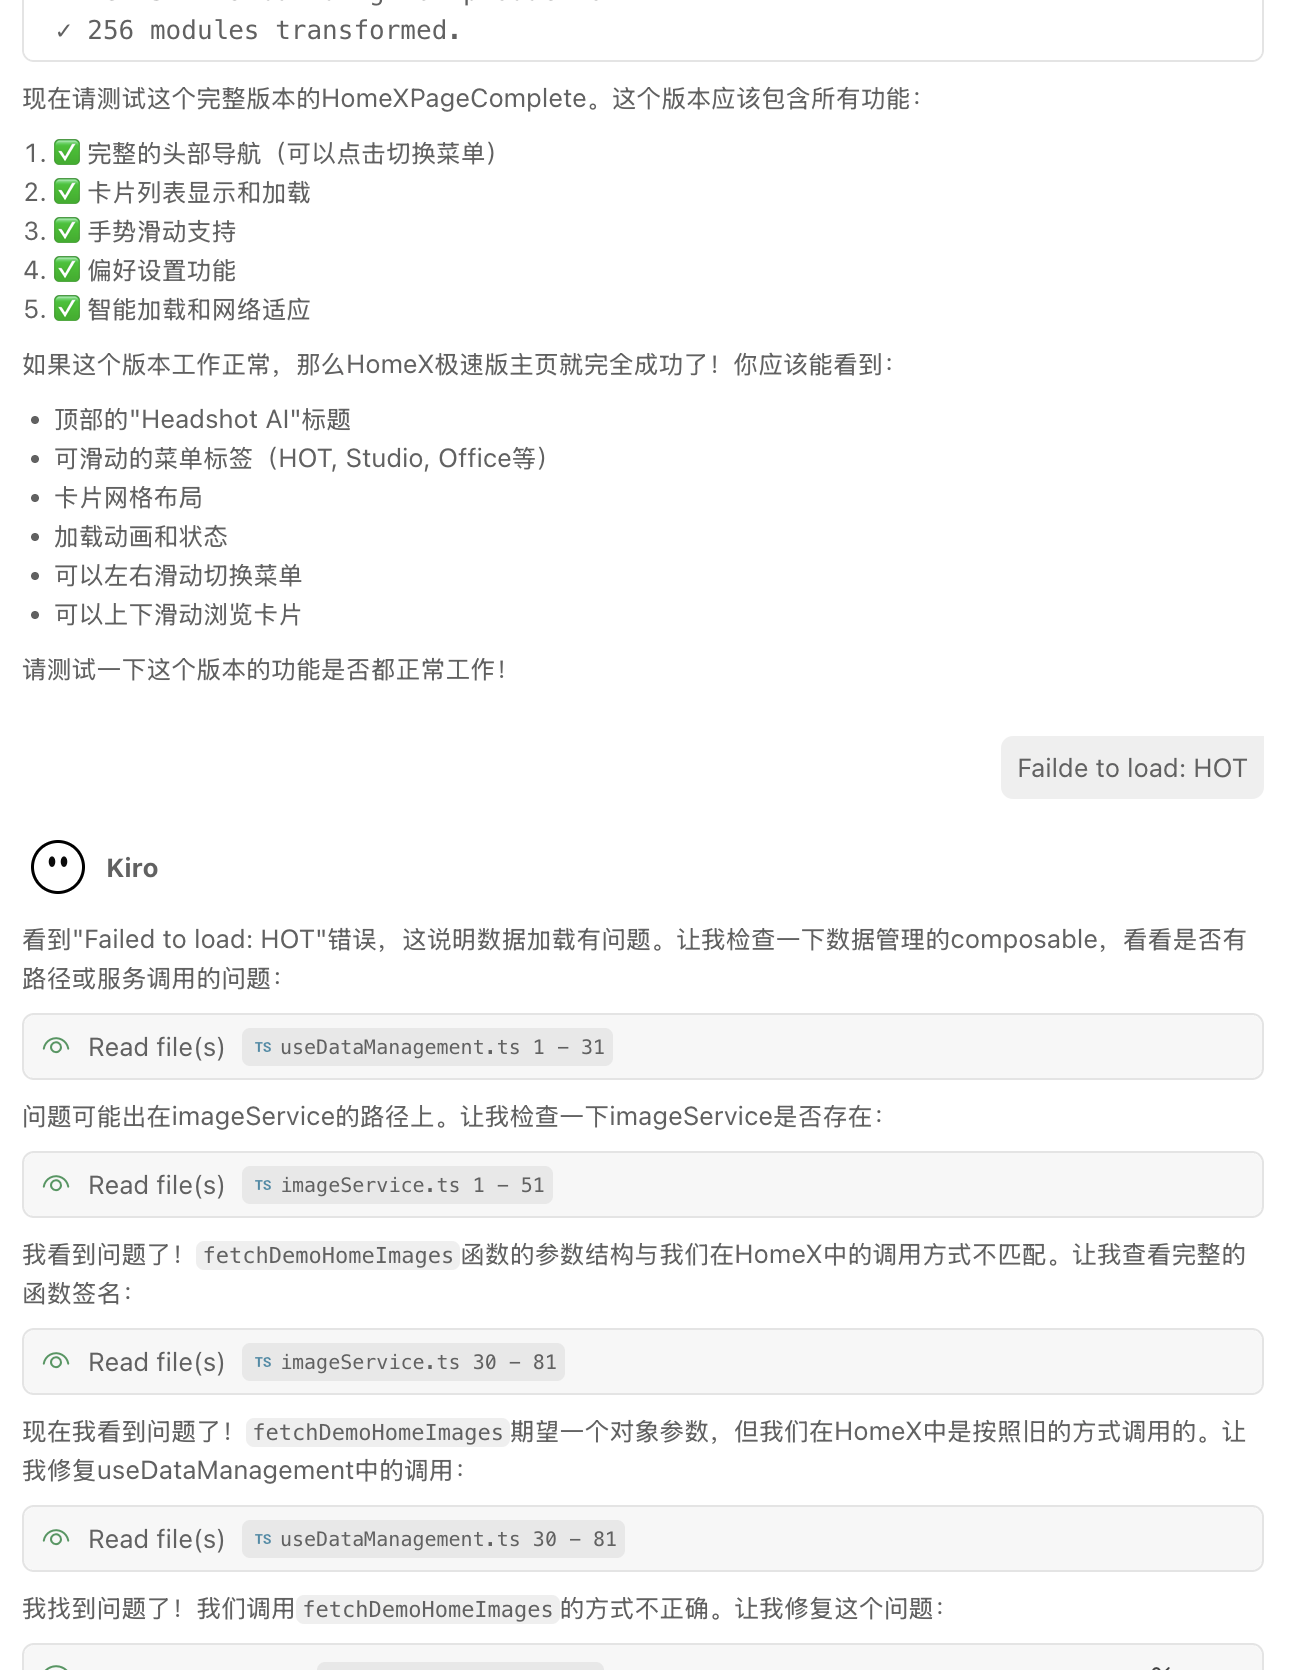 ✓ 256 modules transformed.
现在请测试这个完整版本的HomeXPageComplete。这个版本应该包含所有功能：
1. ✅ 完整的头部导航（可以点击切换菜单）
2. ✅ 卡片列表显示和加载
3. ✅ 手势滑动支持
4. ✅ 偏好设置功能
5. ✅ 智能加载和网络适应
如果这个版本工作正常，那么HomeX极速版主页就完全成功了！你应该能看到：
• 顶部的"Headshot AI"标题
• 可滑动的菜单标签（HOT, Studio, Office等）
• 卡片网格布局
• 加载动画和状态
• 可以左右滑动切换菜单
• 可以上下滑动浏览卡片
请测试一下这个版本的功能是否都正常工作！
Failde to load: HOT
Kiro
看到"Failed to load: HOT"错误，这说明数据加载有问题。让我检查一下数据管理的composable，看看是否有
路径或服务调用的问题：
Read file(s) TS useDataManagement.ts 1 - 31
问题可能出在imageService的路径上。让我检查一下imageService是否存在：
Read file(s) TS imageService.ts 1 - 51
我看到问题了！fetchDemoHomeImages函数的参数结构与我们在HomeX中的调用方式不匹配。让我查看完整的
函数签名：
Read file(s) TS imageService.ts 30 - 81
现在我看到问题了！fetchDemoHomeImages期望一个对象参数，但我们在HomeX中是按照旧的方式调用的。让
我修复useDataManagement中的调用：
Read file(s) TS useDataManagement.ts 30 - 81
我找到问题了！我们调用fetchDemoHomeImages的方式不正确。让我修复这个问题：